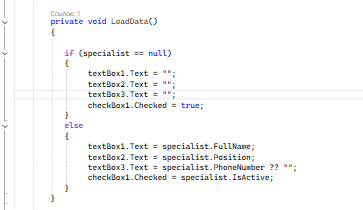 Ссылок: 1
private void LoadData()
{
if (specialist == null)
{
textBox1.Text = "";
textBox2.Text = "";
textBox3.Text = "";
checkBox1.Checked = true;
}
else
{
textBox1.Text = specialist.FullName;
textBox2.Text = specialist.Position;
textBox3.Text = specialist.PhoneNumber ?? "";
checkBox1.Checked = specialist.IsActive;
}
}